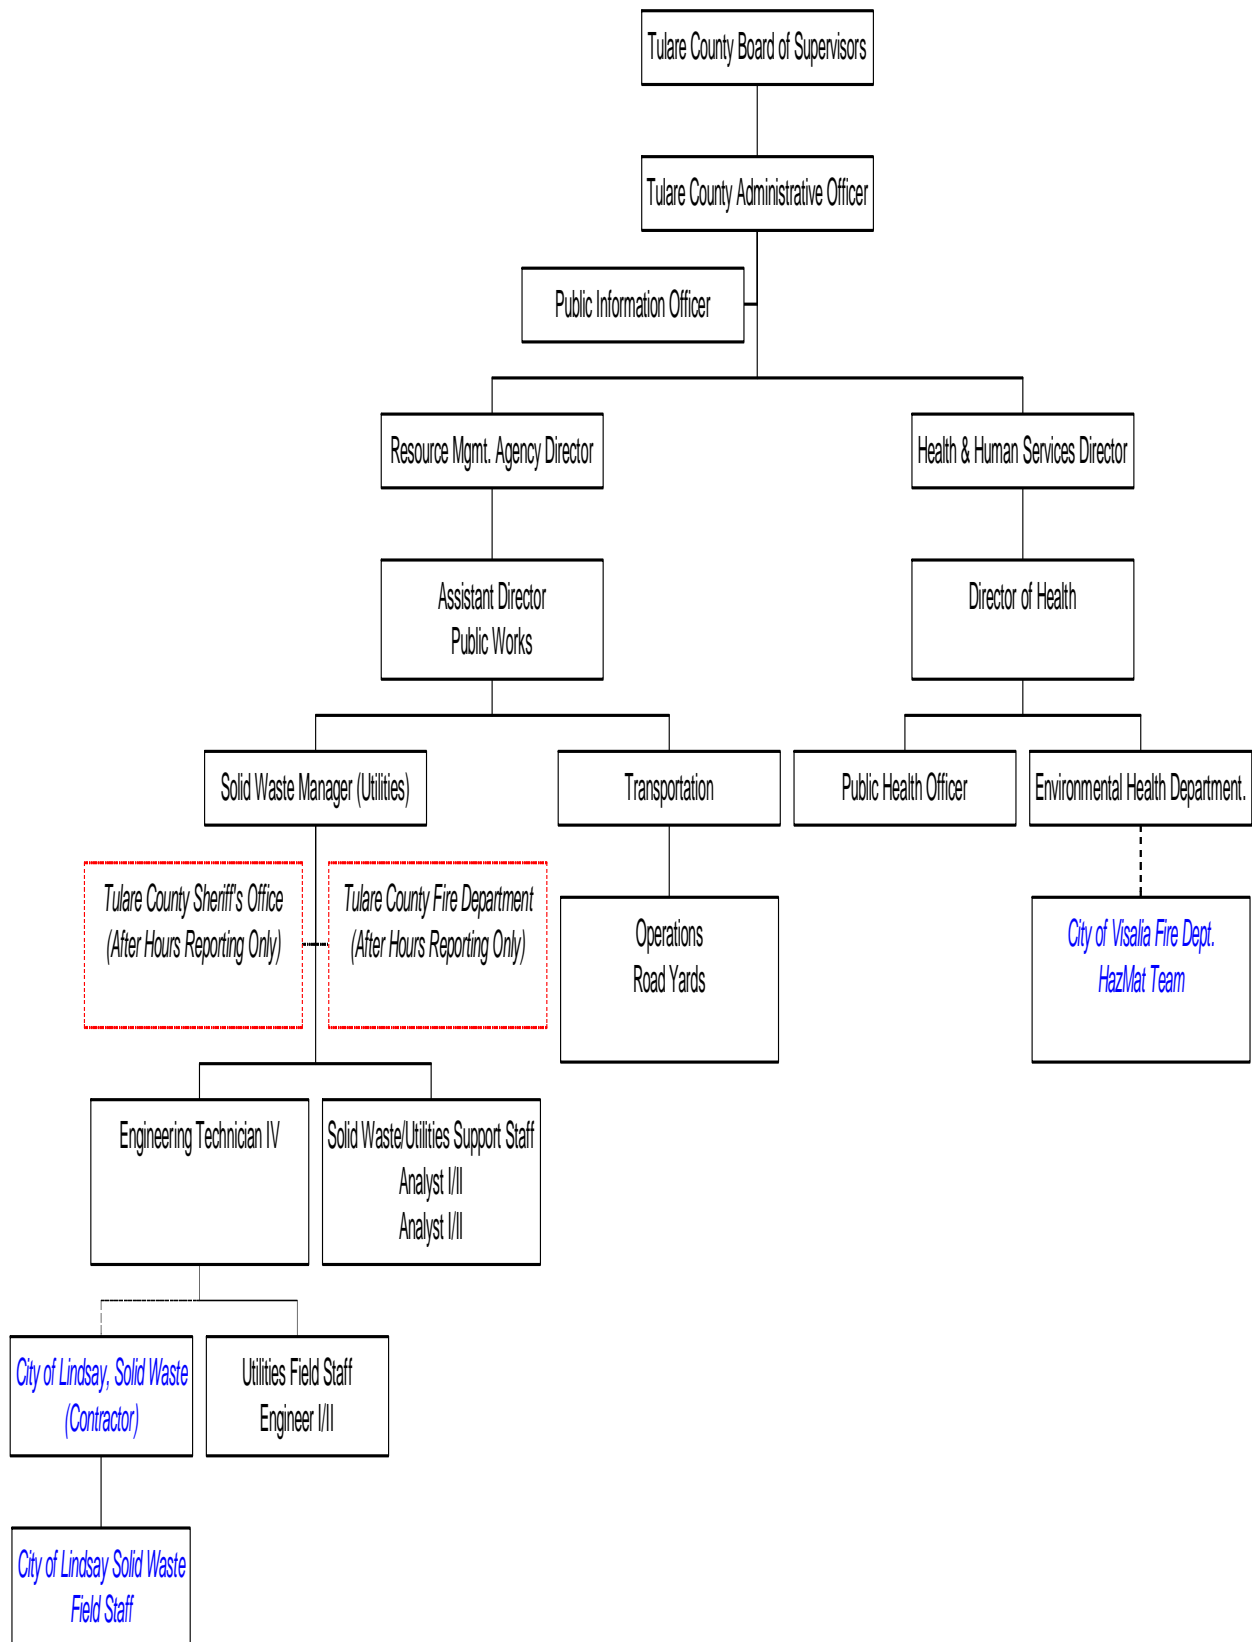 Tulare County Board of Supervisors
Tulare County Administrative Officer
Public Information Officer
Resource Mgmt. Agency Director
Health & Human Services Director
Assistant Director
Public Works
Director of Health
Solid Waste Manager (Utilities)
Transportation
Public Health Officer
Environmental Health Department.
Tulare County Sheriff's Office
(After Hours Reporting Only)
Tulare County Fire Department
(After Hours Reporting Only)
Operations
Road Yards
City of Visalia Fire Dept.
HazMat Team
Engineering Technician IV
Solid Waste/Utilities Support Staff
Analyst I/II
Analyst I/II
City of Lindsay, Solid Waste
(Contractor)
Utilities Field Staff
Engineer I/II
City of Lindsay Solid Waste
Field Staff